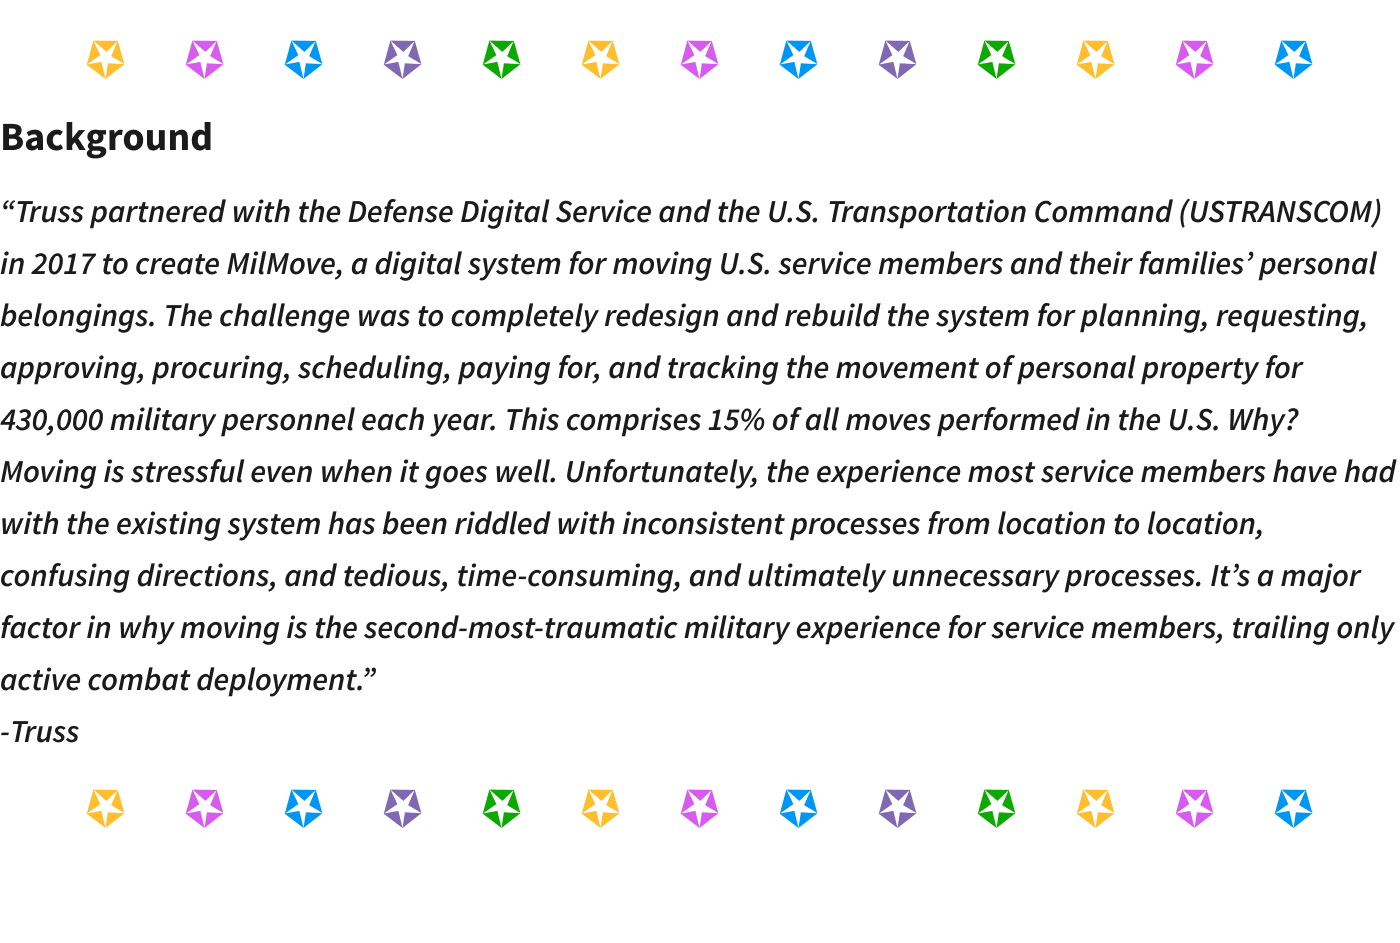 Background
“Truss partnered with the Defense Digital Service and the U.S. Transportation Command (USTRANSCOM)
in 2017 to create MilMove, a digital system for moving U.S. service members and their families’ personal
belongings. The challenge was to completely redesign and rebuild the system for planning, requesting,
approving, procuring, scheduling, paying for, and tracking the movement of personal property for
430,000 military personnel each year. This comprises 15% of all moves performed in the U.S. Why?
Moving is stressful even when it goes well. Unfortunately, the experience most service members have had
with the existing system has been riddled with inconsistent processes from location to location,
confusing directions, and tedious, time-consuming, and ultimately unnecessary processes. It’s a major
factor in why moving is the second-most-traumatic military experience for service members, trailing only
active combat deployment.”
-Truss